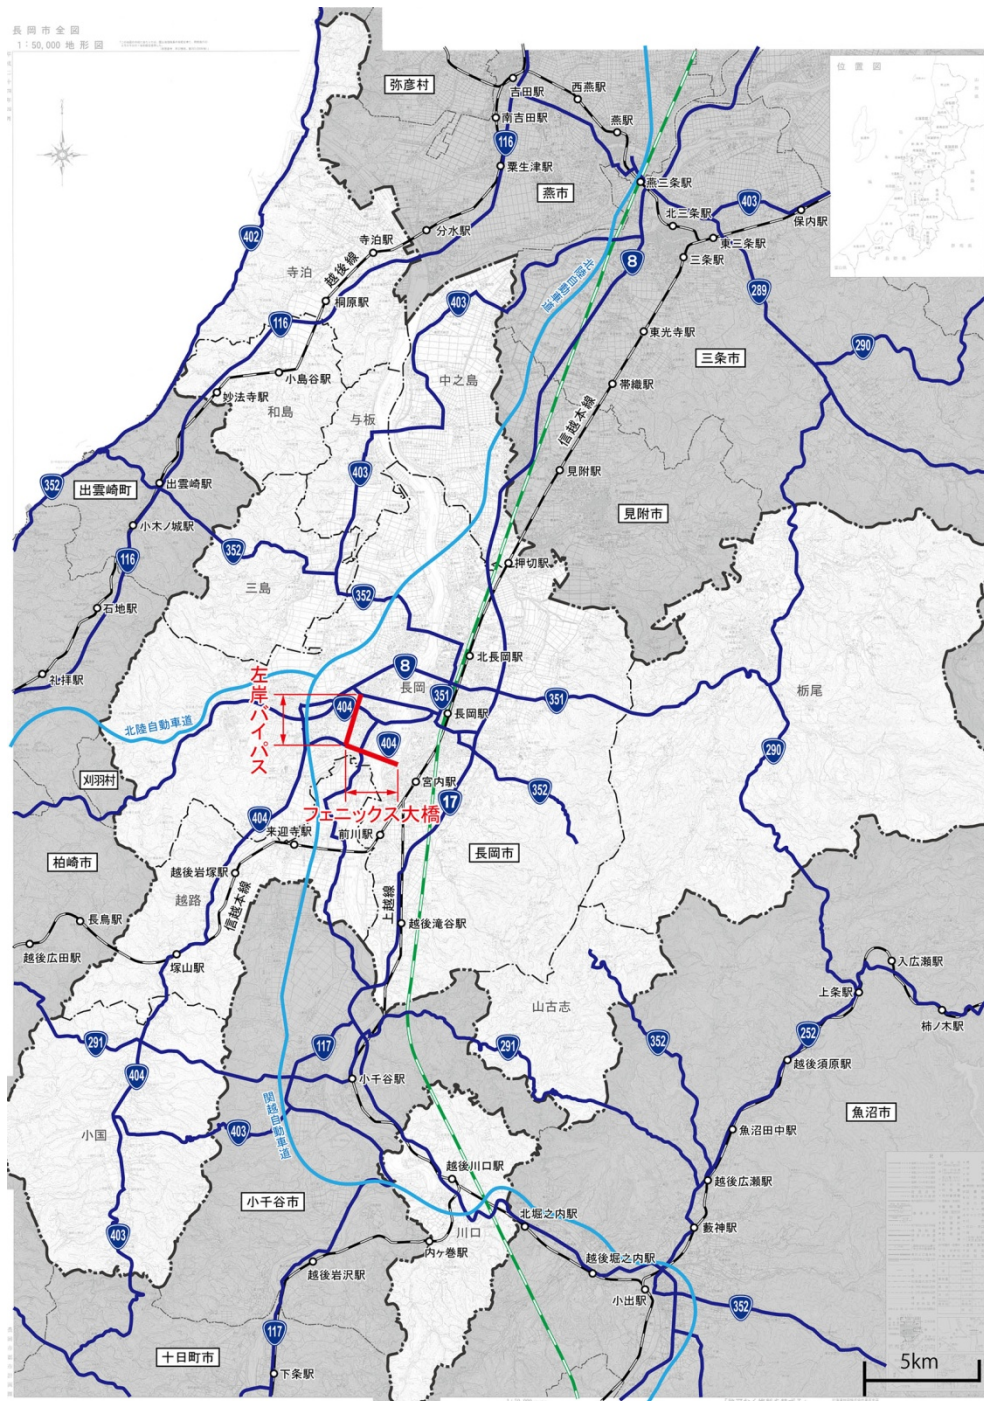 長岡市全図
1:50,000 地形図
位置図
弥彦村
吉田駅
西燕駅
南吉田駅
燕駅
116
粟生津駅
燕市
燕三条駅
北三条駅
403
保内駅
東三条駅
三条駅
402
分水駅
寺泊駅
寺泊
越後線
桐原駅
8
北陸自動車道
403
289
116
東光寺駅
290
三条市
小島谷駅
中之島
帯織駅
妙法寺駅
和島
与板
信越本線
403
見附駅
352
出雲崎町
出雲崎駅
見附市
小木ノ城駅
352
116
押切駅
三島
352
石地駅
北長岡駅
礼拝駅
8
左岸バイパス
長岡
351
351
栃尾
404
長岡駅
北陸自動車道
404
290
刈羽村
宮内駅
352
17
フェニックス大橋
404
来迎寺駅
前川駅
長岡市
柏崎市
越後岩塚駅
越路
信越本線
上越線
長鳥駅
越後滝谷駅
越後広田駅
塚山駅
入広瀬駅
上条駅
山古志
柿ノ木駅
252
291
117
291
352
越後須原駅
404
小千谷駅
関越自動車道
魚沼市
403
魚沼田中駅
小国
越後川口駅
越後広瀬駅
小千谷市
北堀之内駅
藪神駅
403
川口
内ヶ巻駅
越後堀之内駅
越後岩沢駅
小出駅
352
117
十日町市
下条駅
5km